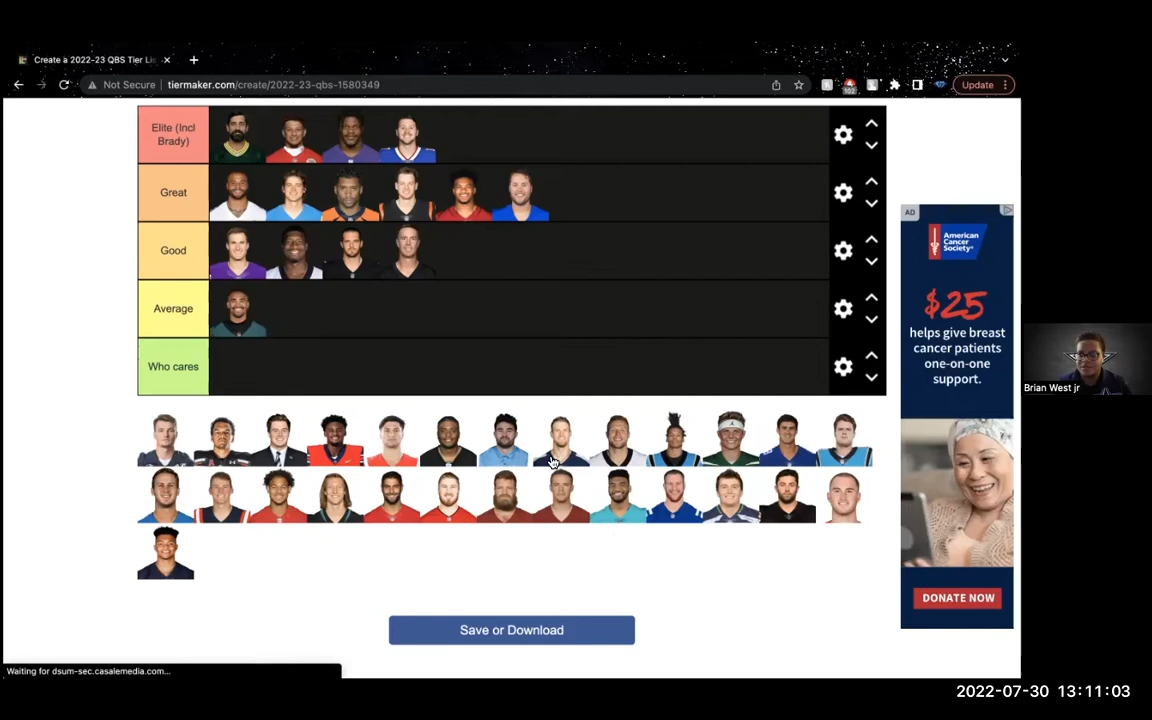 Create a 2022-23 QBS Tier Lis
Not Secure
tiermaker.com/create/2022-23-qbs-1580349
102
Update
Elite (Incl
Brady)
Great
Good
Average
Who cares
Save or Download
AD
American
Cancer
Society
$25
helps give breast
cancer patients
one-on-one
support.
DONATE NOW
Brian West jr
Waiting for dsum-sec.casalemedia.com...
2022-07-30 13:11:03